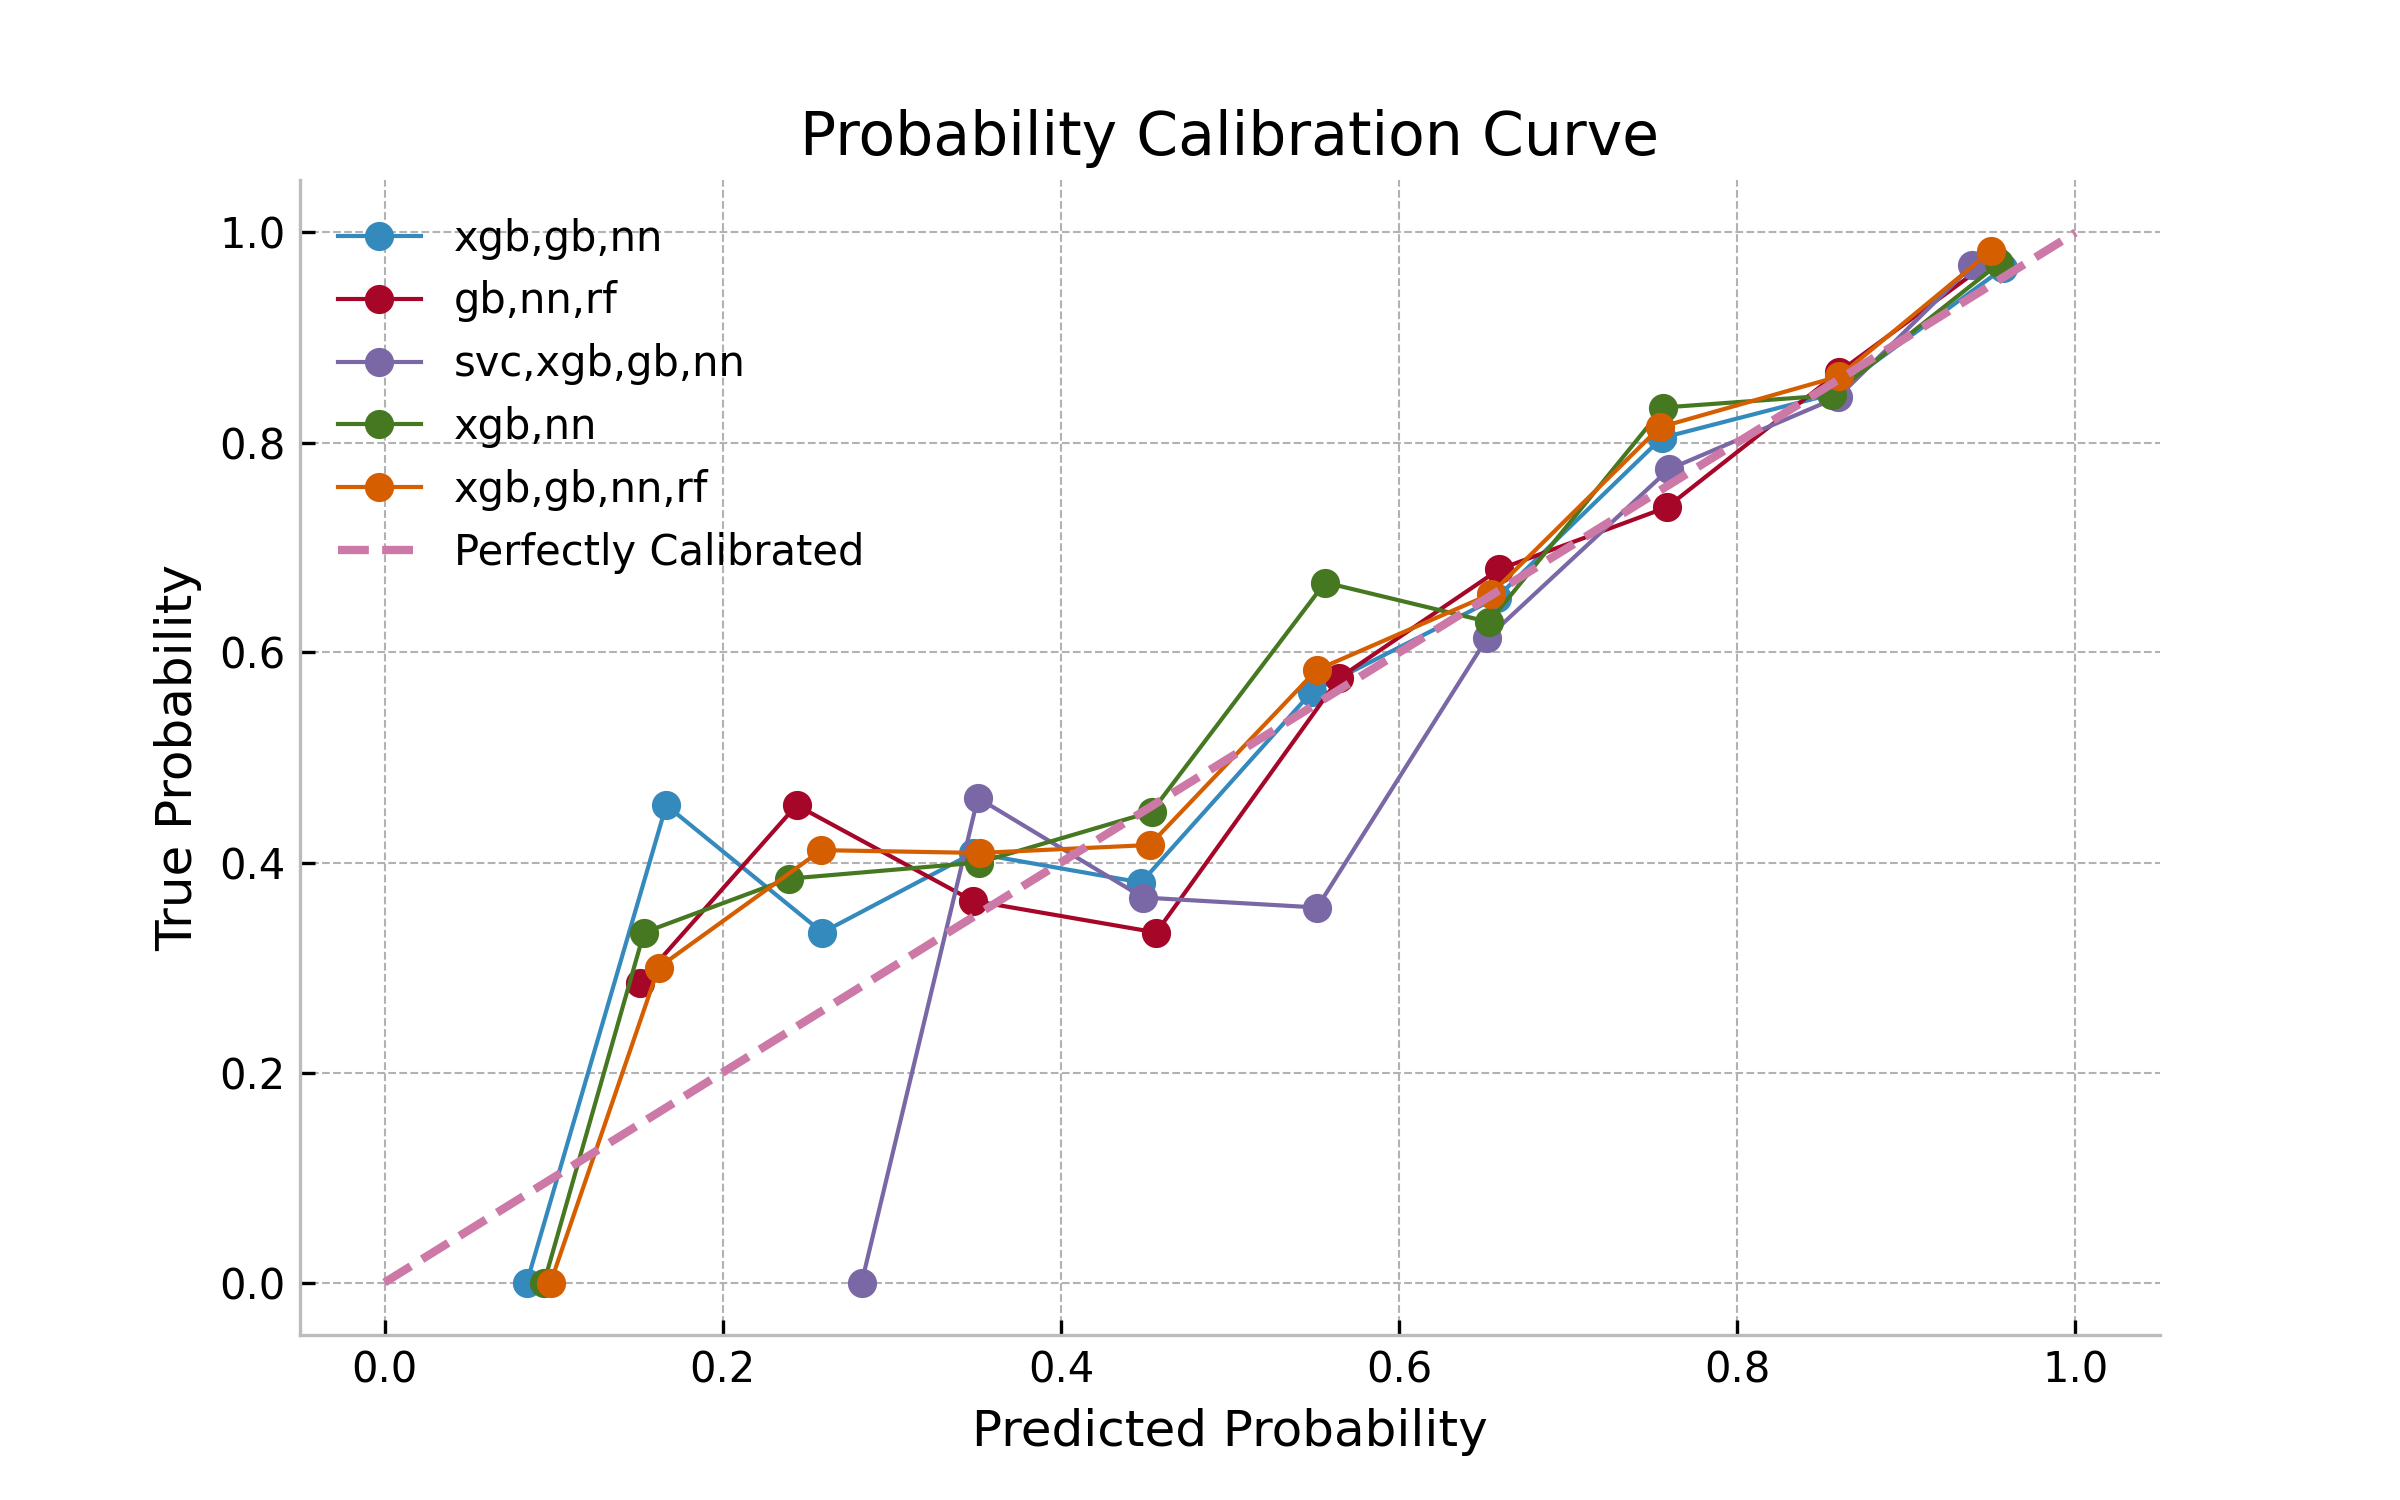 Probability Calibration Curve
xgb,gb,nn
gb,nn,rf
svc,xgb,gb,nn
xgb,nn
xgb,gb,nn,rf
Perfectly Calibrated
True Probability
1.0
0.8
0.6
0.4
0.2
0.0
0.0 0.2 0.4 0.6 0.8 1.0
Predicted Probability